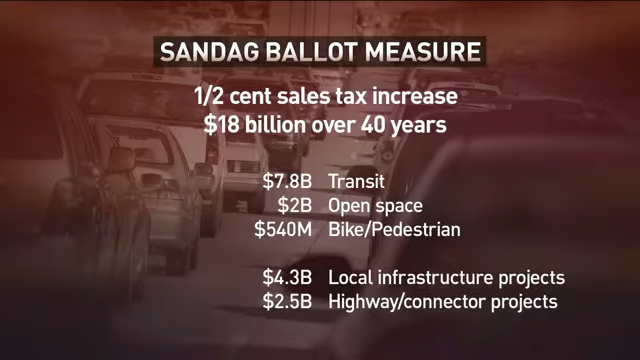 SANDAG BALLOT MEASURE
1/2 cent sales tax increase
$18 billion over 40 years
$7.8B Transit
$2B Open space
$540M Bike/Pedestrian
$4.3B Local infrastructure projects
$2.5B Highway/connector projects